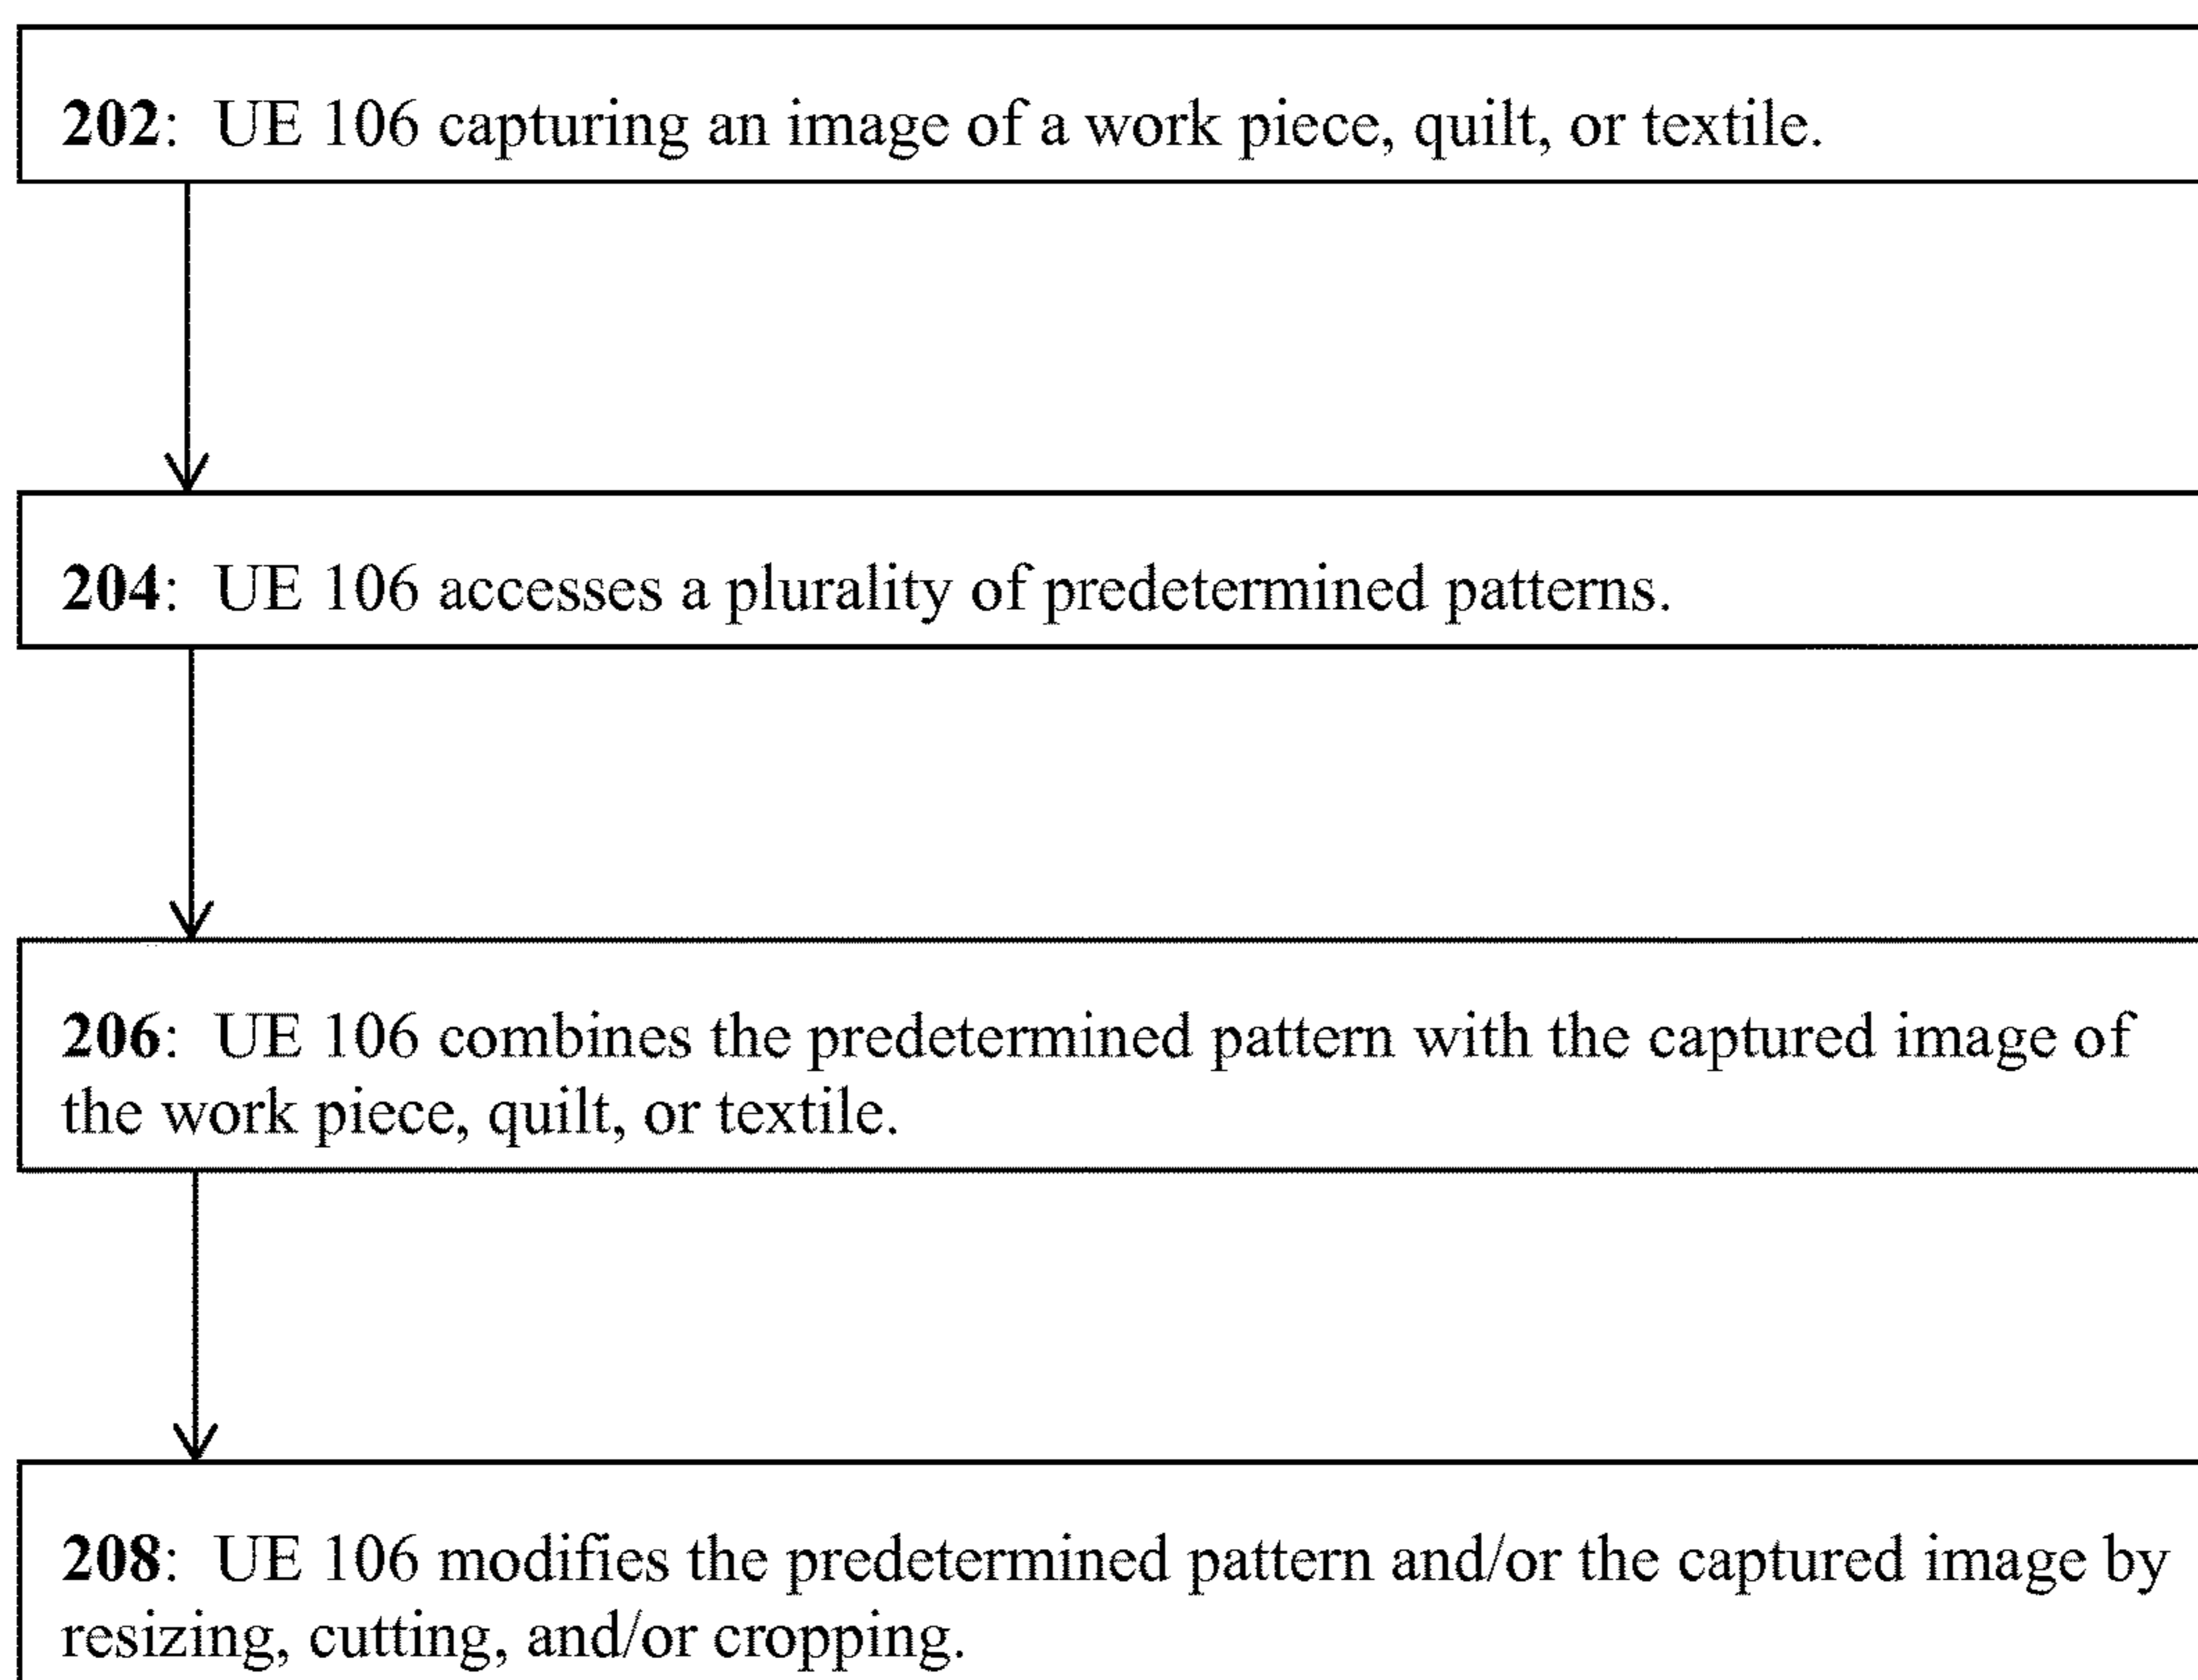 202: UE 106 capturing an image of a work piece, quilt, or textile.
204: UE 106 accesses a plurality of predetermined patterns.
206: UE 106 combines the predetermined pattern with the captured image of
the work piece, quilt, or textile.
208: UE 106 modifies the predetermined pattern and/or the captured image by
resizing, cutting, and/or cropping.